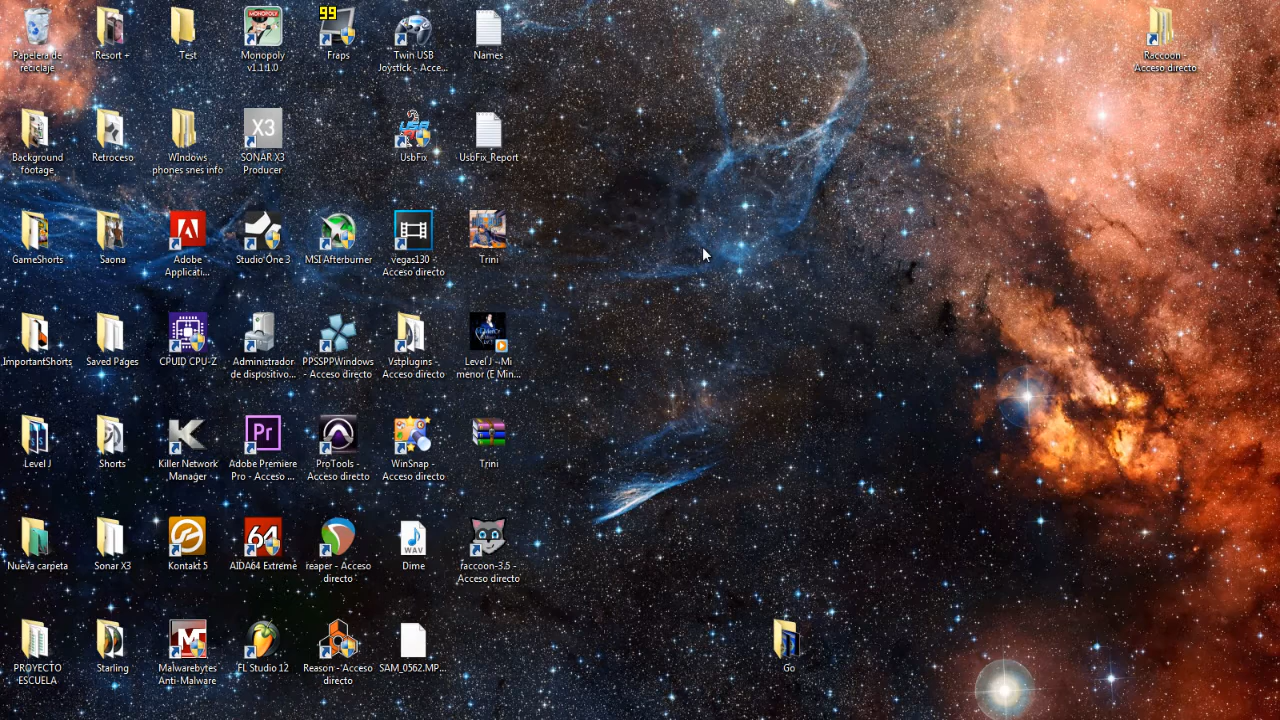 Papelera de
reciclaje
Resort +
Test
MONOPOLY
Monopoly
v1.1.1.0
99
Fraps
Twin USB
Joystick - Acce...
Names
Raccoon -
Acceso directo
Background
footage
Retroceso
WIndows
phones snes info
X3
SONAR X3
Producer
USB
UsbFix
UsbFix_Report
GameShorts
Saona
Adobe
Applicati...
Studio One 3
MSI Afterburner
vegas130 -
Acceso directo
Trini
ImportantShorts
Saved Pages
CPUID CPU-Z
Administrador
de dispositivo...
PPSSPPWindows
- Acceso directo
Vstplugins -
Acceso directo
Level J - Mi
menor (E Min...
Level J
Shorts
Killer Network
Manager
Pr
Adobe Premiere
Pro - Acceso ...
ProTools -
Acceso directo
WinSnap -
Acceso directo
Trini
Nueva carpeta
Sonar X3
Kontakt 5
64
AIDA64 Extreme
reaper - Acceso
directo
WAV
Dime
raccoon-3.5 -
Acceso directo
PROYECTO
ESCUELA
Starling
Malwarebytes
Anti-Malware
FL Studio 12
Reason - Acceso
directo
SAM_0562.MP...
Go